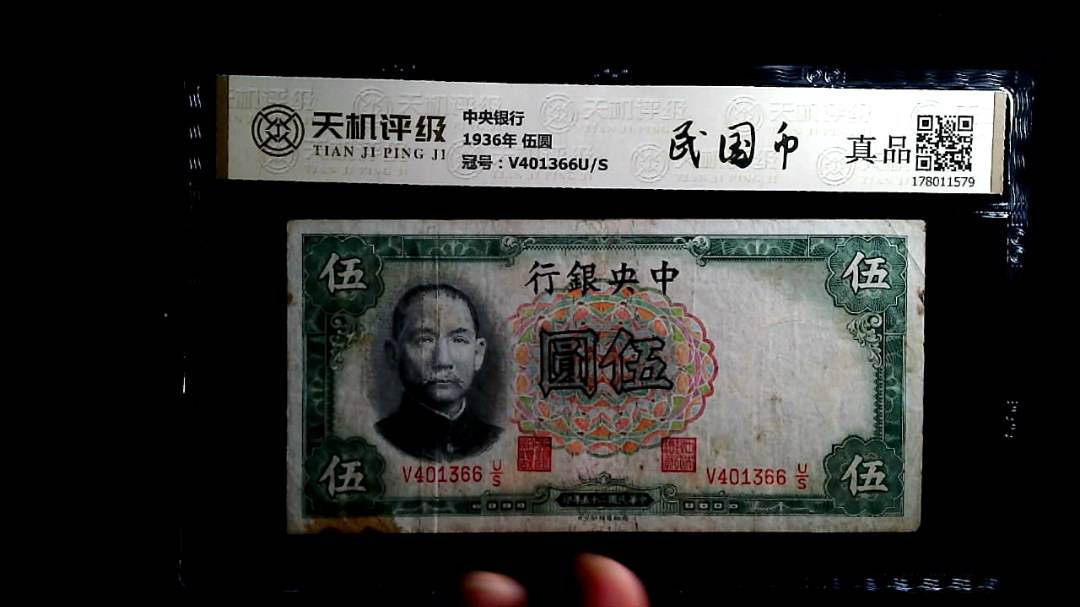 天机评级
TIAN JI PING JI
中央银行
1936年 伍圆
冠号：V401366U/S
民国币
真品
178011579
伍
行銀央中
伍
圓伍
V401366 U/S
V401366 U/S
伍
伍